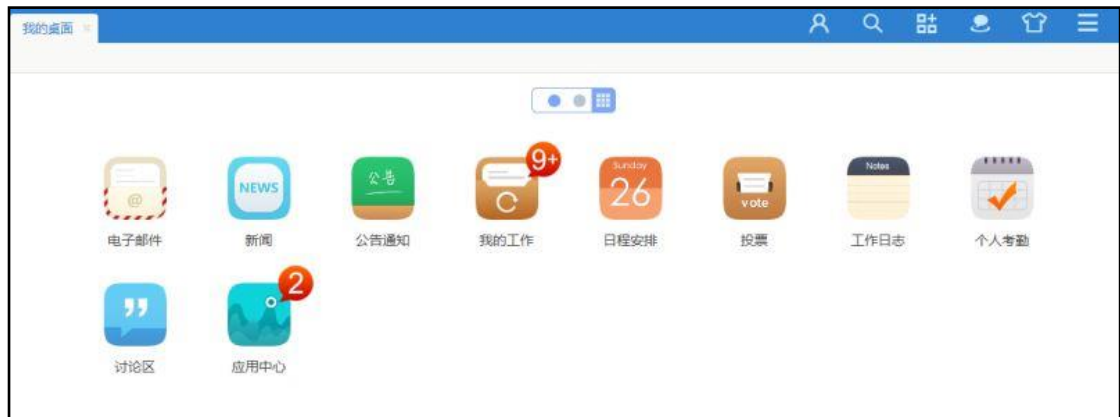 我的桌面
NEWS
公告
9+
Sunday
26
vote
Notes
@
电子邮件
新闻
公告通知
我的工作
日程安排
投票
工作日志
个人考勤
2
讨论区
应用中心